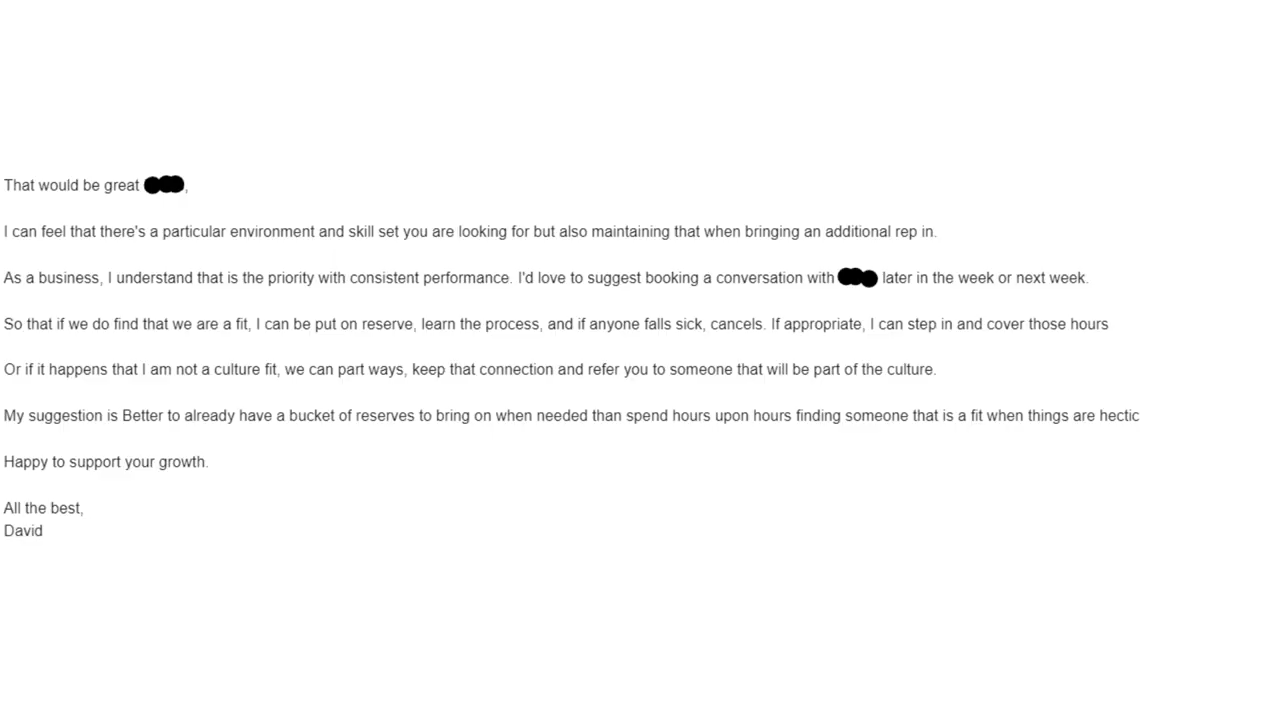 That would be great ,
I can feel that there's a particular environment and skill set you are looking for but also maintaining that when bringing an additional rep in.
As a business, I understand that is the priority with consistent performance. I'd love to suggest booking a conversation with later in the week or next week.
So that if we do find that we are a fit, I can be put on reserve, learn the process, and if anyone falls sick, cancels. If appropriate, I can step in and cover those hours
Or if it happens that I am not a culture fit, we can part ways, keep that connection and refer you to someone that will be part of the culture.
My suggestion is Better to already have a bucket of reserves to bring on when needed than spend hours upon hours finding someone that is a fit when things are hectic
Happy to support your growth.
All the best,
David